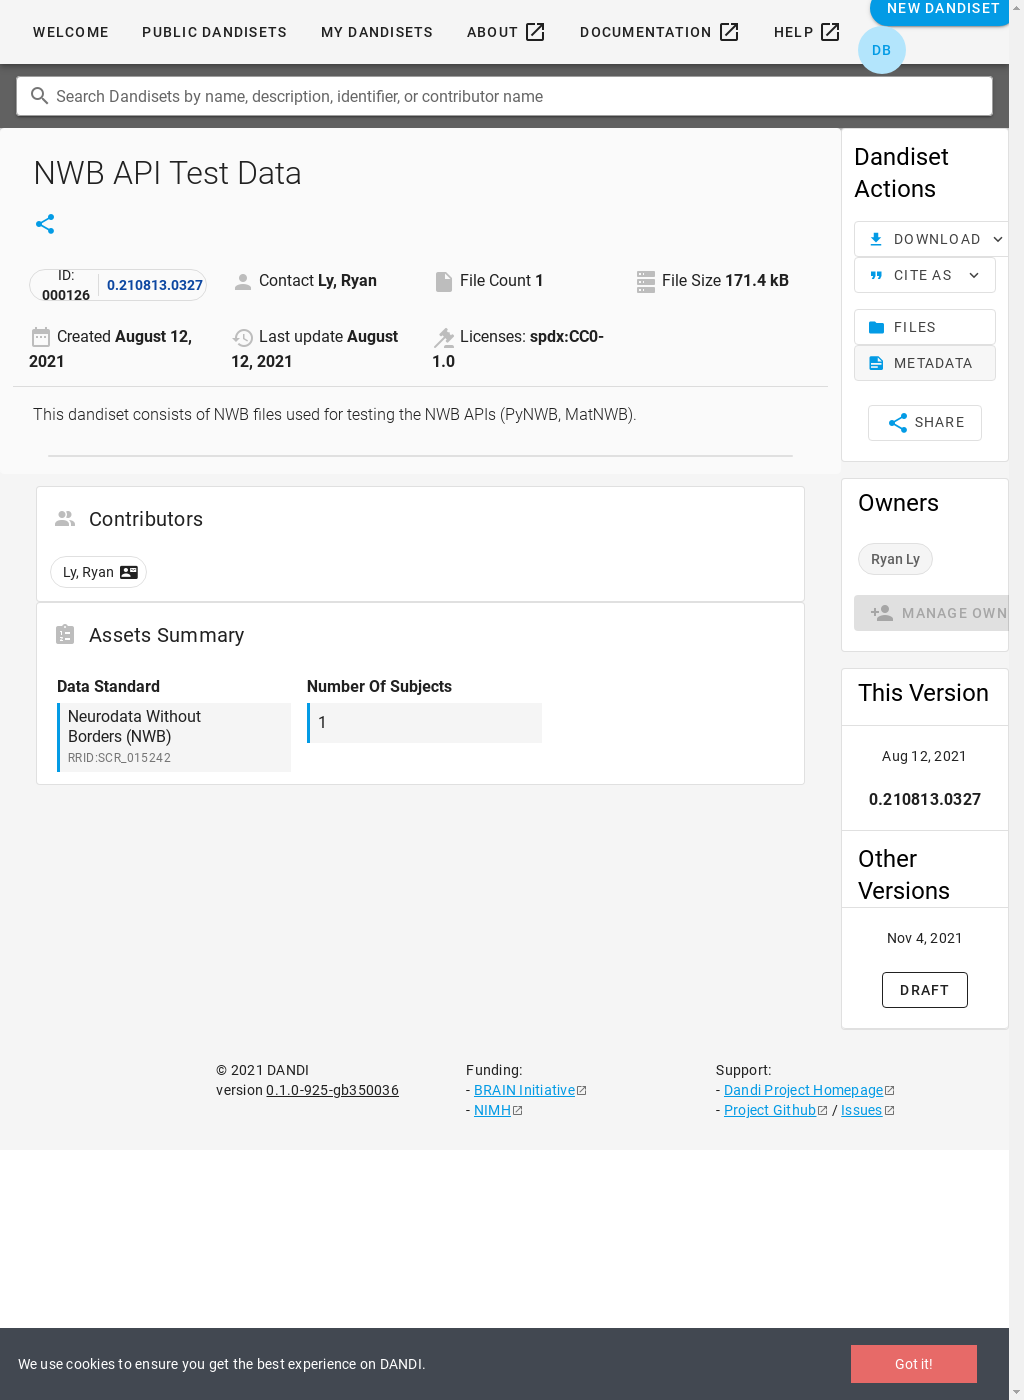 NEW DANDISET
WELCOME PUBLIC DANDISETS MY DANDISETS ABOUT DOCUMENTATION HELP
DB
Search Dandisets by name, description, identifier, or contributor name
NWB API Test Data
ID: 000126 0.210813.0327
Contact Ly, Ryan
File Count 1
File Size 171.4 kB
Created August 12,
2021
Last update August
12, 2021
Licenses: spdx:CC0-
1.0
This dandiset consists of NWB files used for testing the NWB APIs (PyNWB, MatNWB).
Contributors
Ly, Ryan
Assets Summary
Data Standard
Neurodata Without
Borders (NWB)
RRID:SCR_015242
Number Of Subjects
1
Dandiset
Actions
DOWNLOAD
CITE AS
FILES
METADATA
SHARE
Owners
Ryan Ly
MANAGE OWN
This Version
Aug 12, 2021
0.210813.0327
Other
Versions
Nov 4, 2021
DRAFT
© 2021 DANDI
version 0.1.0-925-gb350036
Funding:
- BRAIN Initiative
- NIMH
Support:
- Dandi Project Homepage
- Project Github / Issues
We use cookies to ensure you get the best experience on DANDI.
Got it!